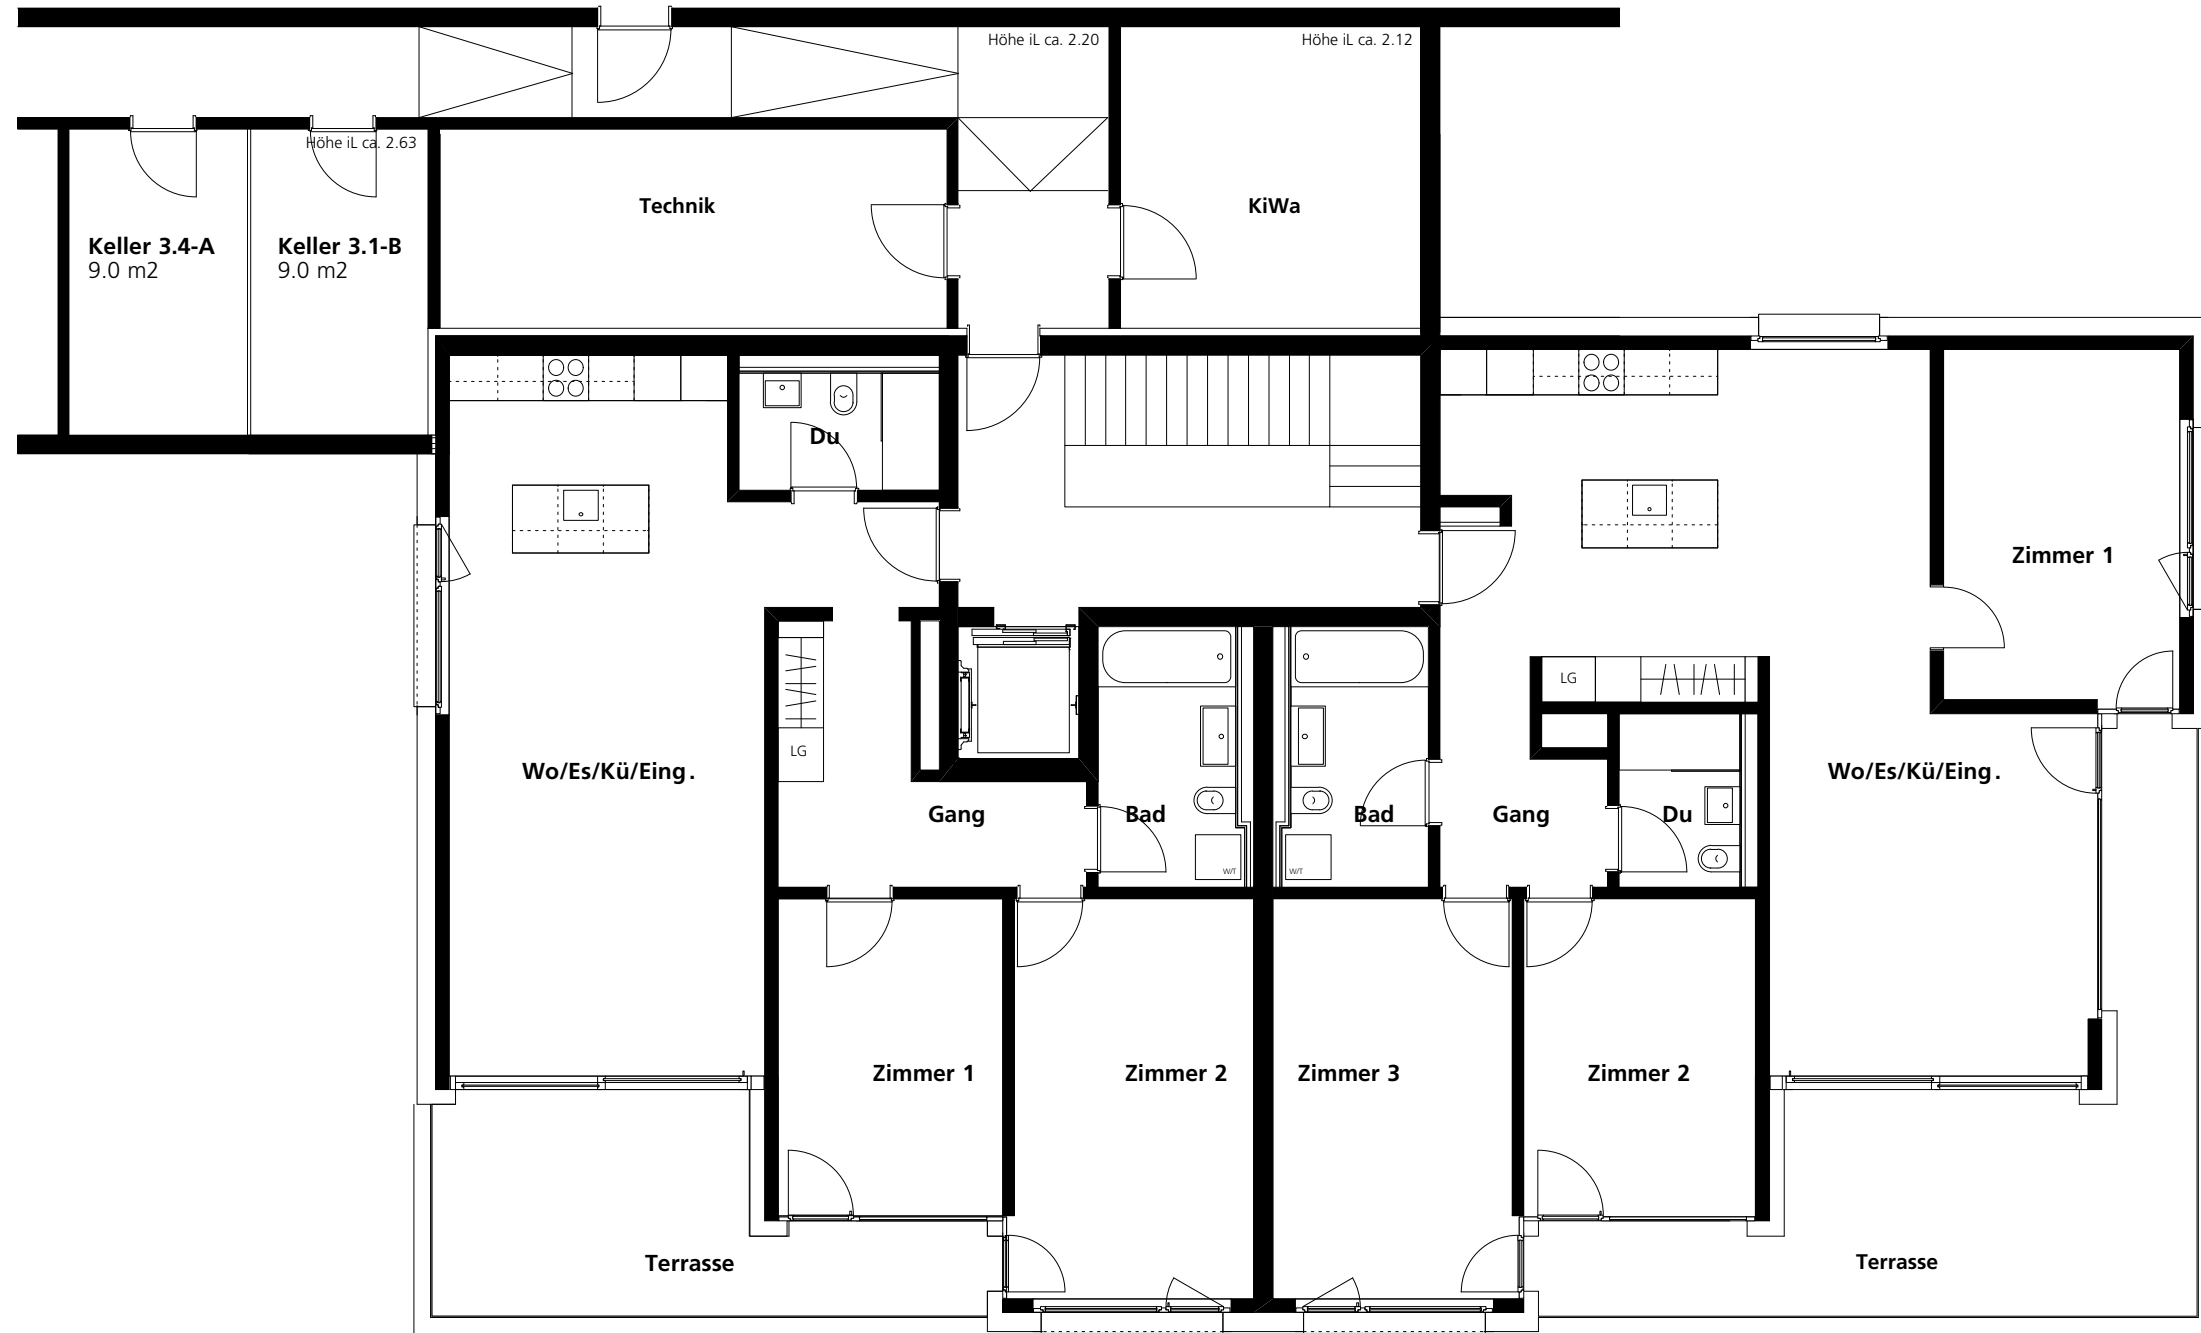 Höhe iL ca. 2.20
Höhe iL ca. 2.12
Höhe iL ca. 2.63
Technik
KiWa
Keller 3.4-A
9.0 m2
Keller 3.1-B
9.0 m2
Du
Zimmer 1
LG
LG
Wo/Es/Kü/Eing.
Wo/Es/Kü/Eing.
Gang
Bad
Bad
Gang
Du
W/T
W/T
Zimmer 1
Zimmer 2
Zimmer 3
Zimmer 2
Terrasse
Terrasse